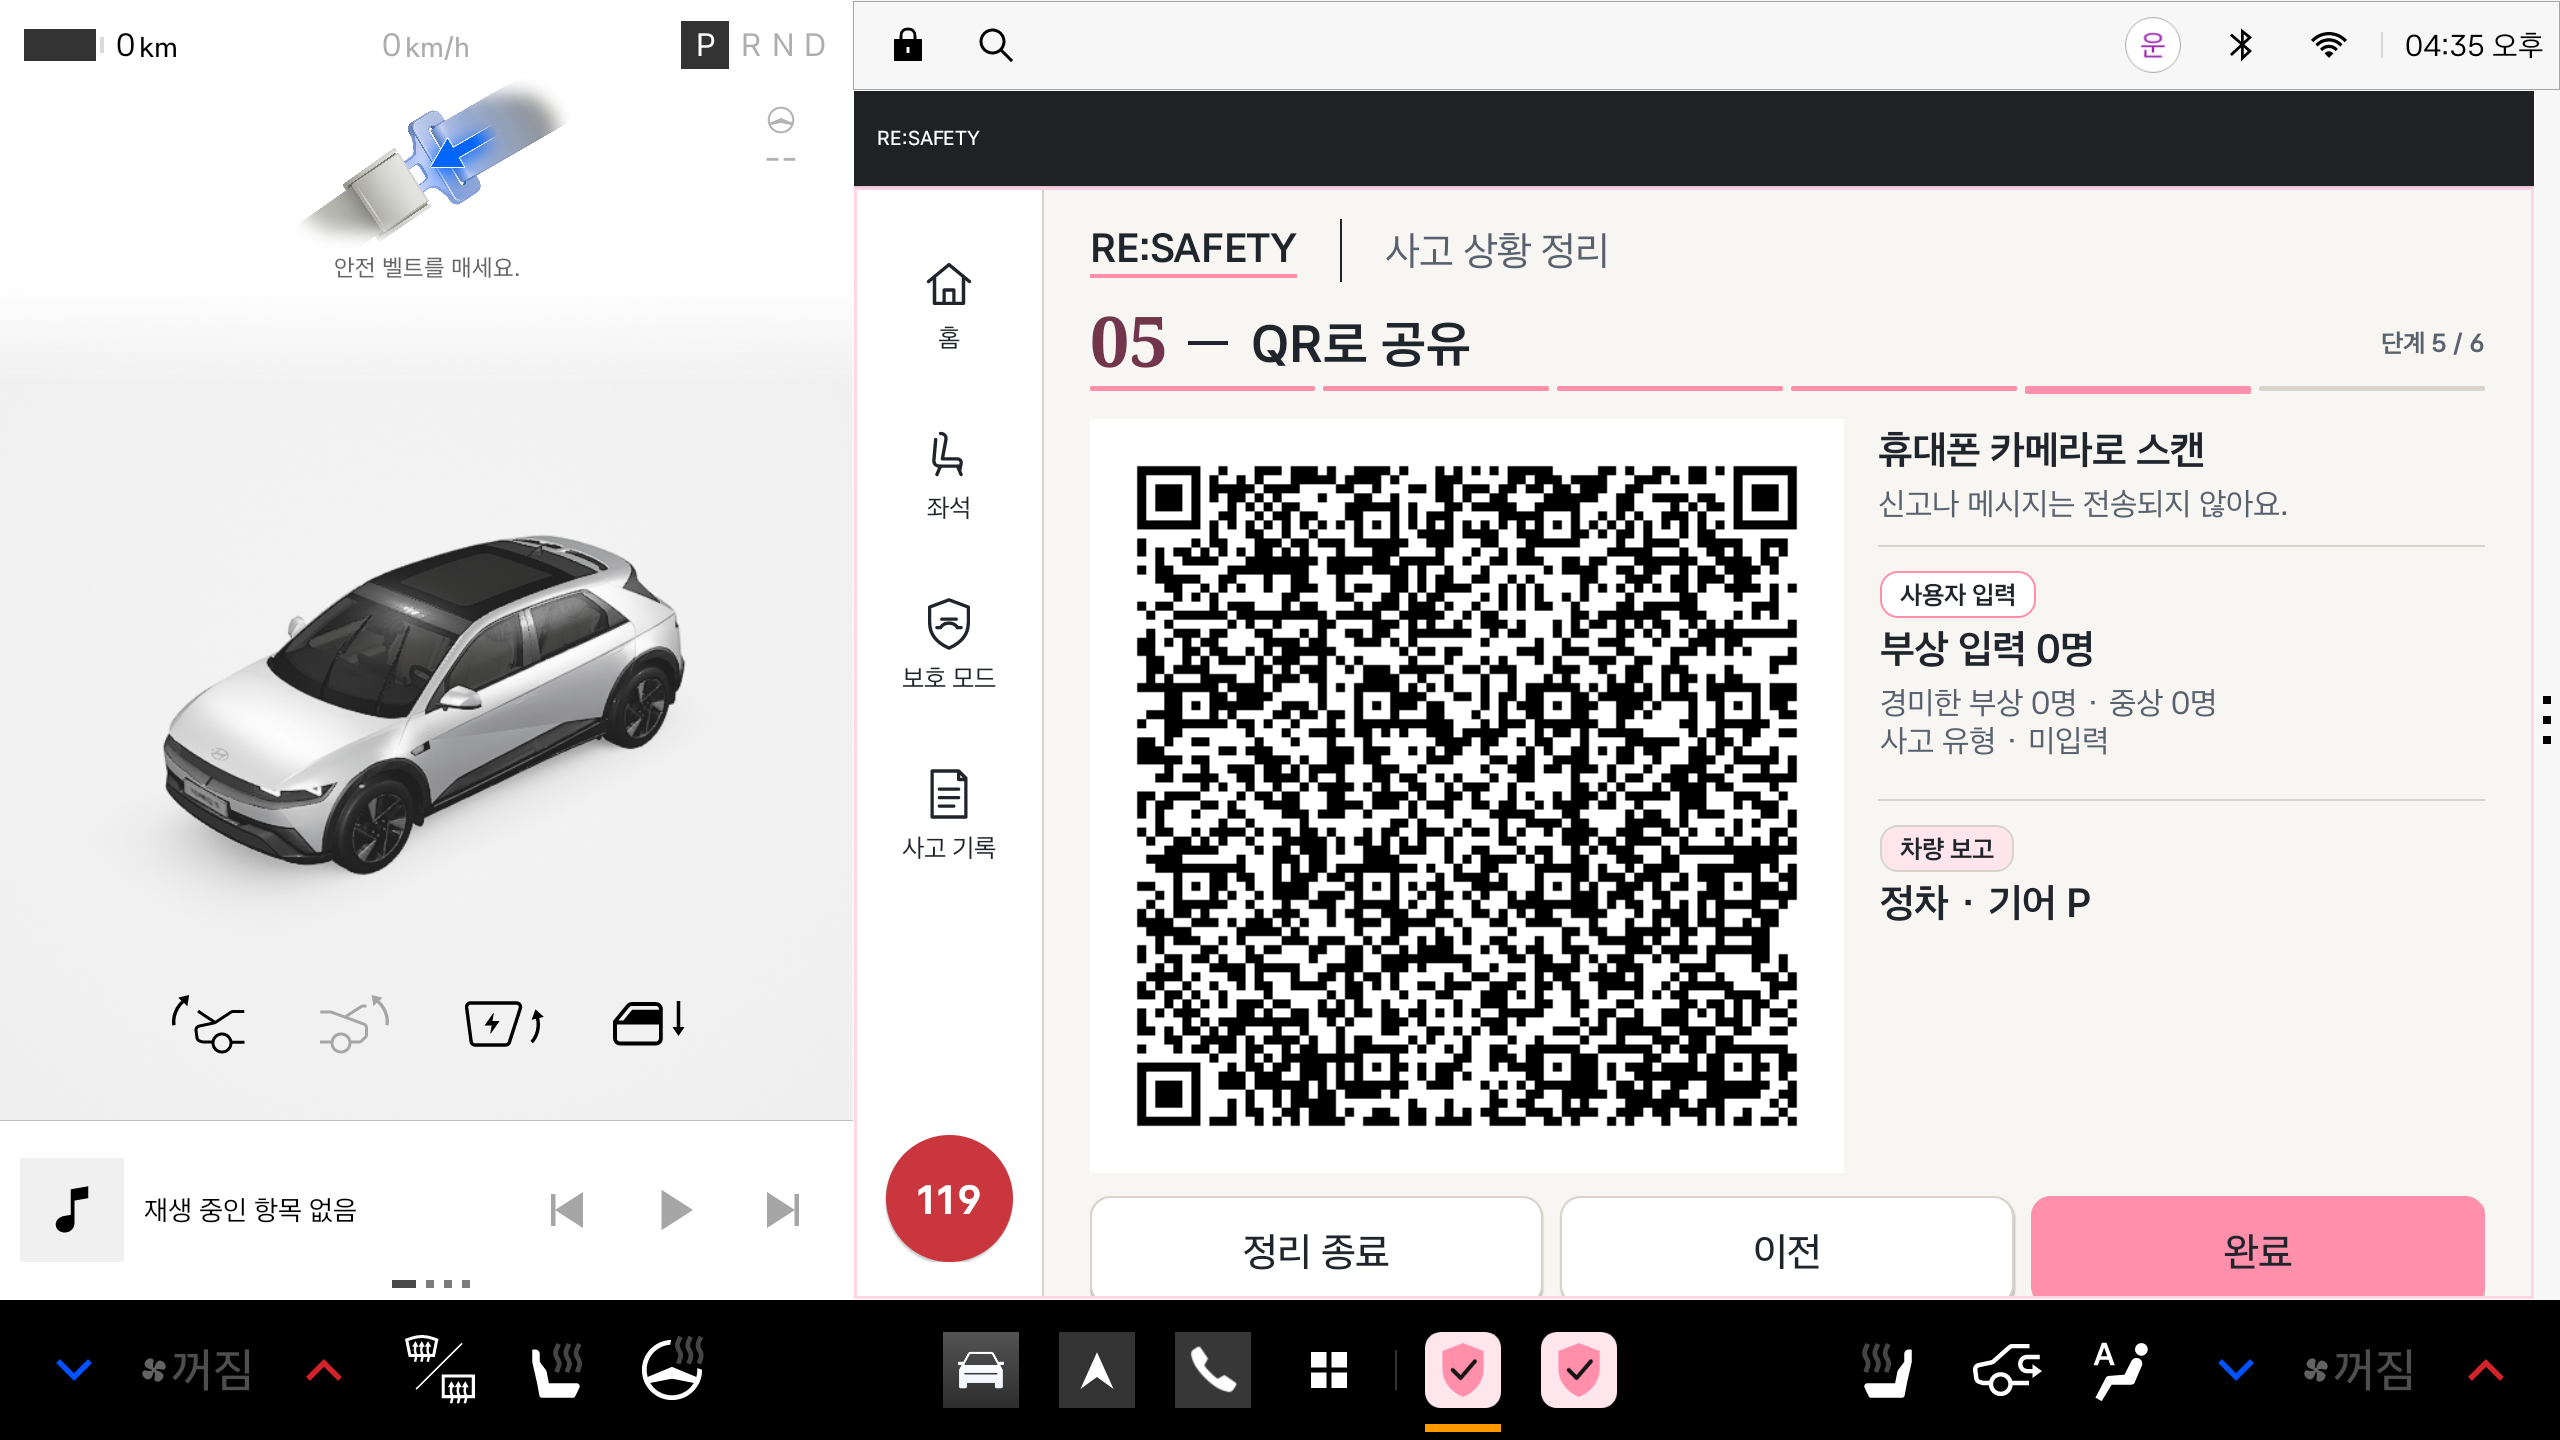 0 km
0 km/h
P R N D
안전 벨트를 매세요.
재생 중인 항목 없음
운
04:35 오후
RE:SAFETY
홈
좌석
보호 모드
사고 기록
119
RE:SAFETY
사고 상황 정리
05 — QR로 공유
단계 5 / 6
휴대폰 카메라로 스캔
신고나 메시지는 전송되지 않아요.
사용자 입력
부상 입력 0명
경미한 부상 0명 · 중상 0명
사고 유형 · 미입력
차량 보고
정차 · 기어 P
정리 종료
이전
완료
꺼짐
A
꺼짐